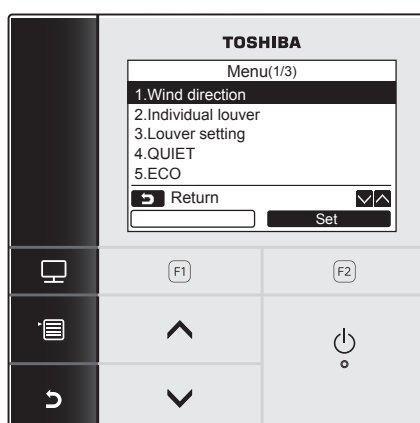 TOSHIBA
Menu(1/3)
1.Wind direction
2.Individual louver
3.Louver setting
4.QUIET
5.ECO
Return
Set
F1 F2